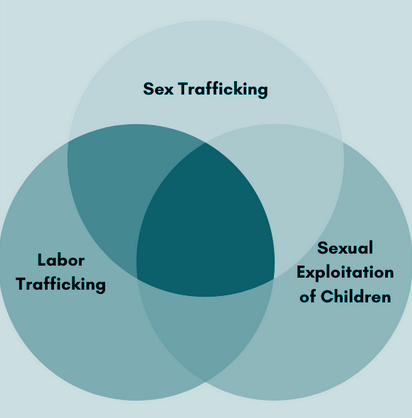 Sex Trafficking
Labor
Trafficking
Sexual
Exploitation
of Children